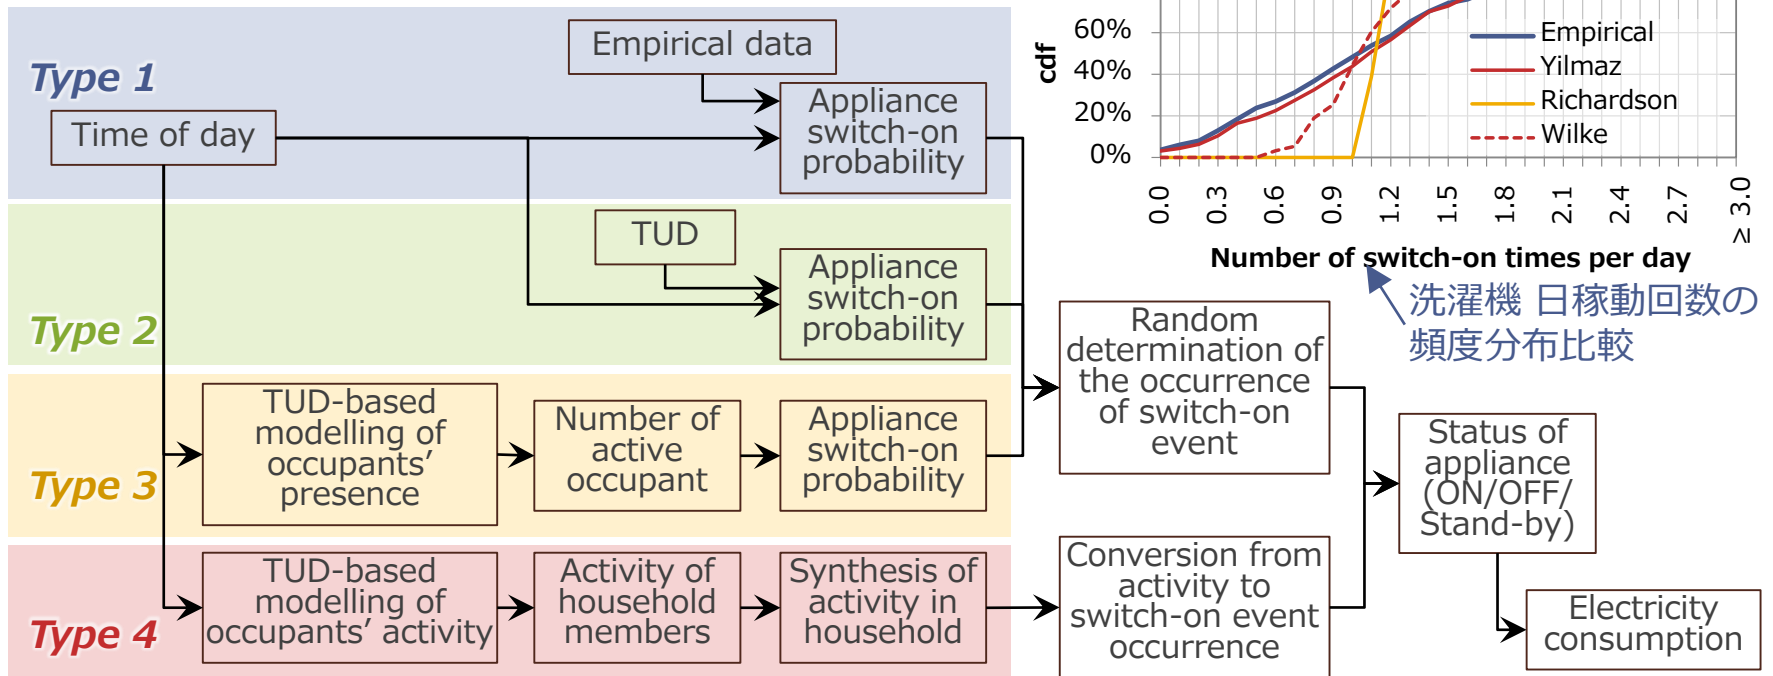 Type 1
Empirical data
Time of day
Appliance
switch-on
probability
Type 2
TUD
Appliance
switch-on
probability
Type 3
TUD-based
modelling of
occupants’
presence
Number of
active
occupant
Appliance
switch-on
probability
Type 4
TUD-based
modelling of
occupants’ activity
Activity of
household
members
Synthesis of
activity in
household
Random
determination of
the occurrence
of switch-on
event
Conversion from
activity to
switch-on event
occurrence
Status of
appliance
(ON/OFF/
Stand-by)
Electricity
consumption
cdf
60%
40%
20%
0%
Empirical
Yilmaz
Richardson
Wilke
0.0
0.3
0.6
0.9
1.2
1.5
1.8
2.1
2.4
2.7
≥ 3.0
Number of switch-on times per day
洗濯機 日稼動回数の
頻度分布比較